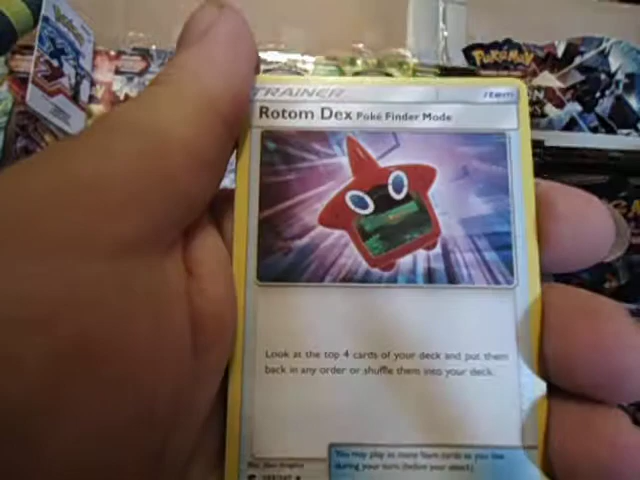 TRAINER Item
Rotom Dex Poké Finder Mode
Look at the top 4 cards of your deck and put them
back in any order or shuffle them into your deck.
You may play as many Item cards as you like
during your turn (before your attack).
POKéMON